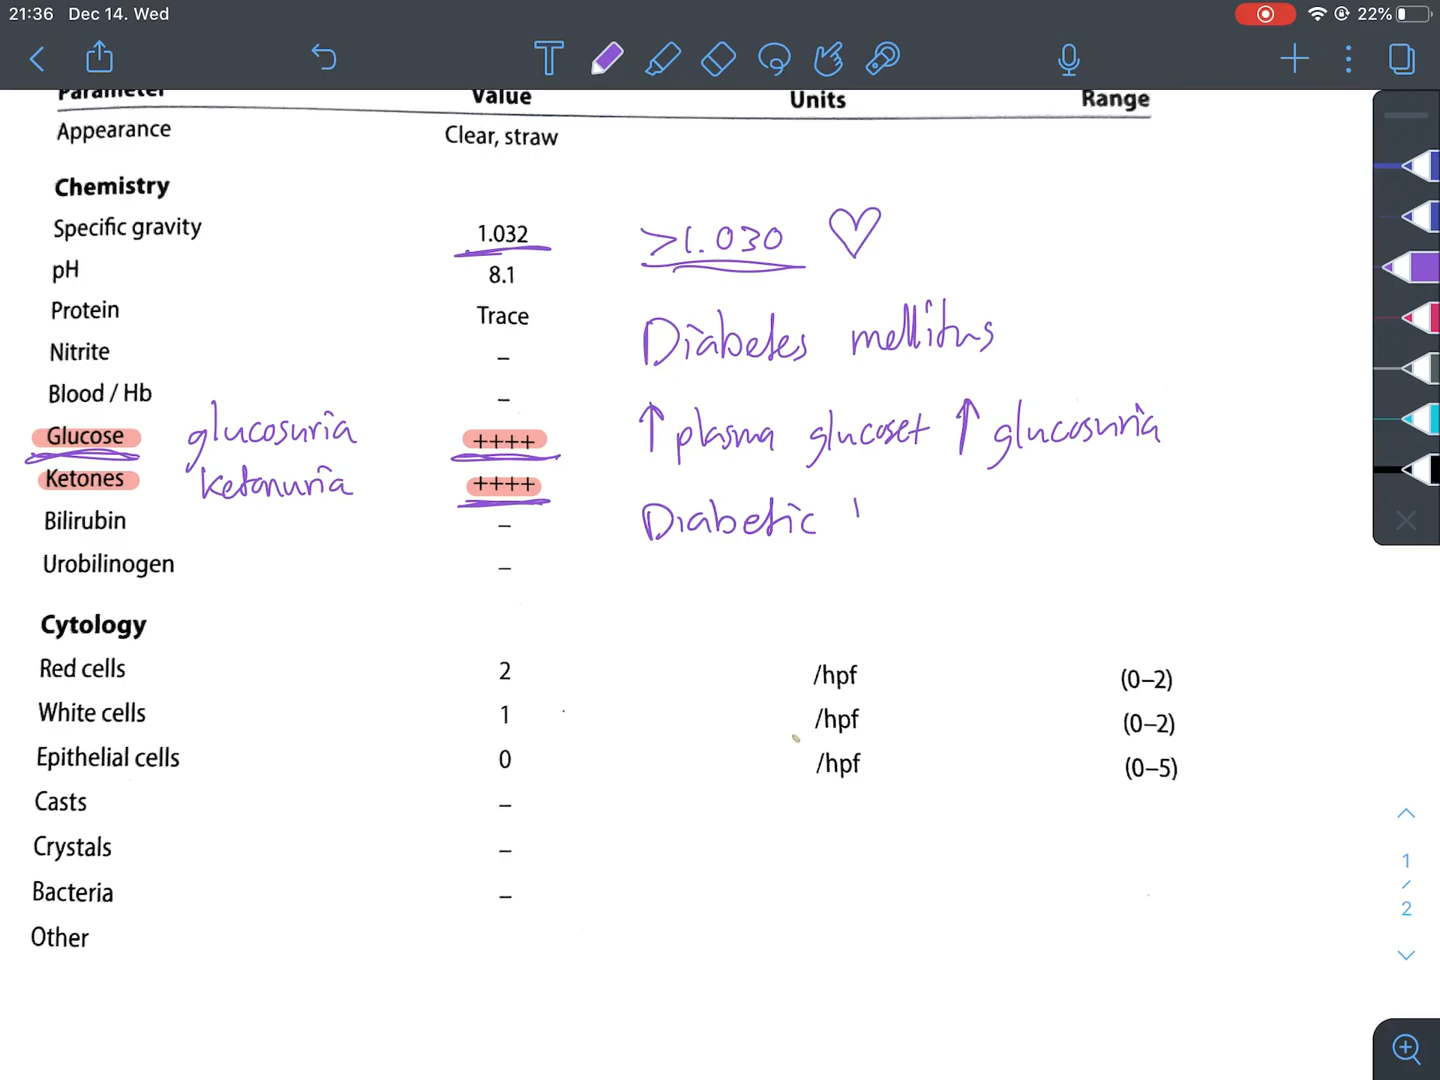 21:36 Dec 14. Wed 22%
Parameter Value Units Range
Appearance Clear, straw
Chemistry
Specific gravity 1.032 >1.030
pH 8.1
Protein Trace
Diabetes mellitus
Nitrite –
Blood / Hb –
Glucose glucosuria ++++ ↑ plasma glucose ↑ glucosuria
Ketones ketonuria ++++
Bilirubin – Diabetic
Urobilinogen –
Cytology
Red cells 2 /hpf (0–2)
White cells 1 /hpf (0–2)
Epithelial cells 0 /hpf (0–5)
Casts –
Crystals –
Bacteria –
Other
1
/
2